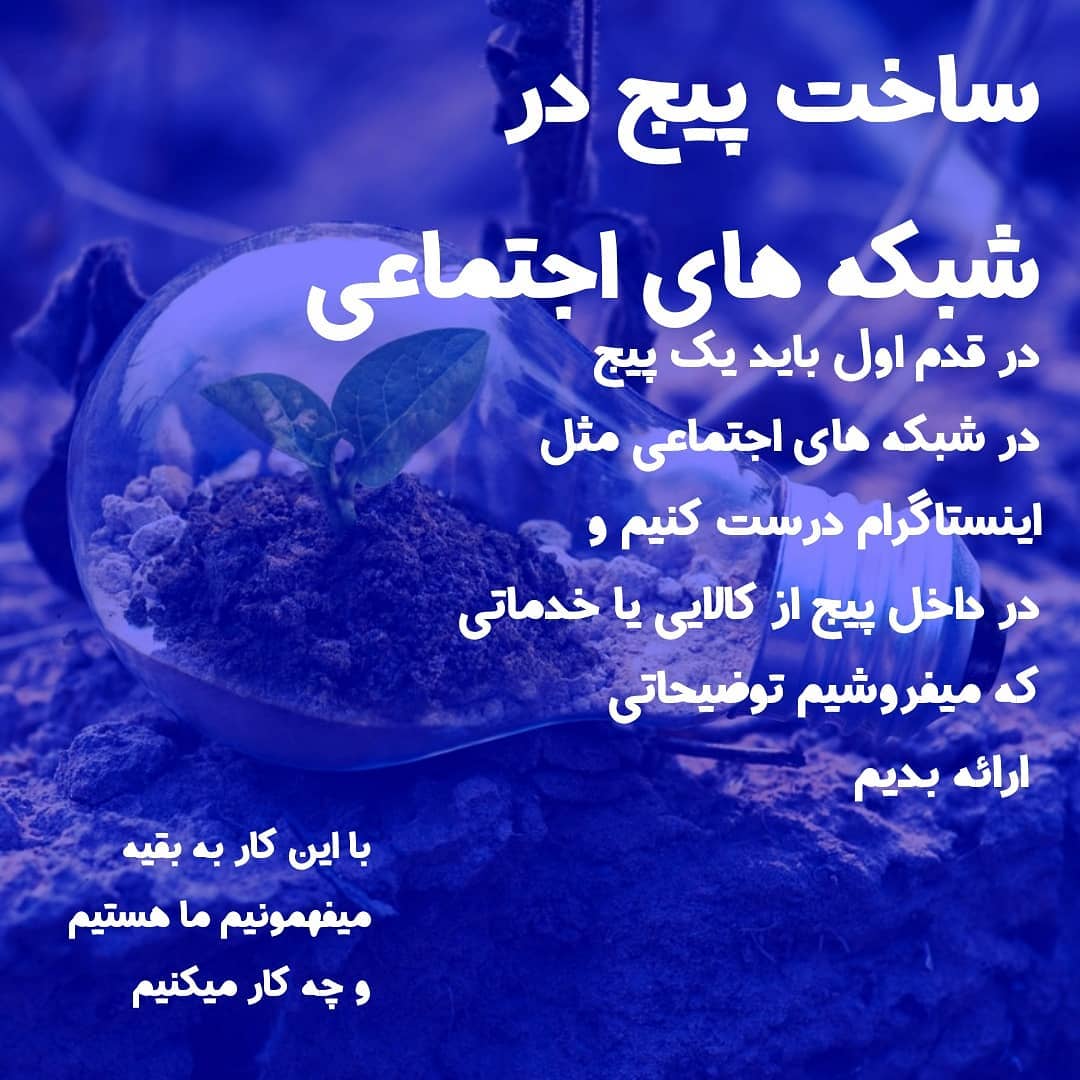 ساخت پیج در
شبکه های اجتماعی
در قدم اول باید یک پیج
در شبکه های اجتماعی مثل
اینستاگرام درست کنیم و
در داخل پیج از کالایی یا خدماتی
که میفروشیم توضیحاتی
ارائه بدیم
با این کار به بقیه
میفهمونیم ما هستیم
و چه کار میکنیم